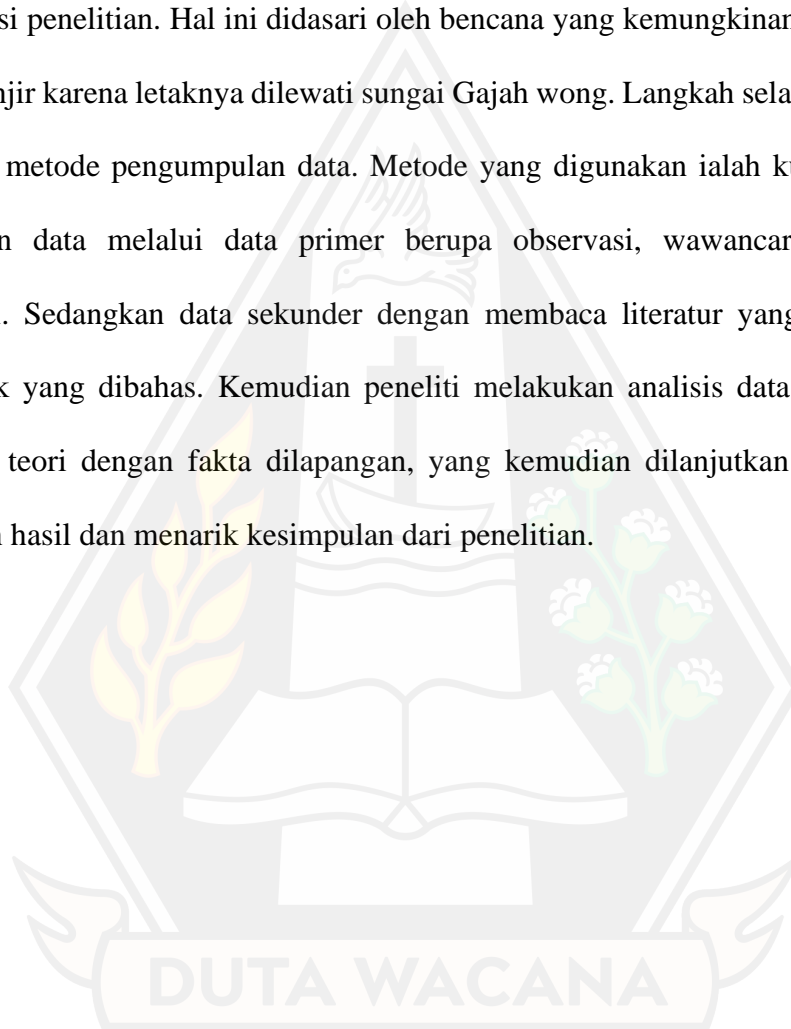 si penelitian. Hal ini didasari oleh bencana yang kemungkinan
njir karena letaknya dilewati sungai Gajah wong. Langkah sela
metode pengumpulan data. Metode yang digunakan ialah ku
n data melalui data primer berupa observasi, wawancar
. Sedangkan data sekunder dengan membaca literatur yang
k yang dibahas. Kemudian peneliti melakukan analisis data
teori dengan fakta dilapangan, yang kemudian dilanjutkan
n hasil dan menarik kesimpulan dari penelitian.
DUTA WACANA